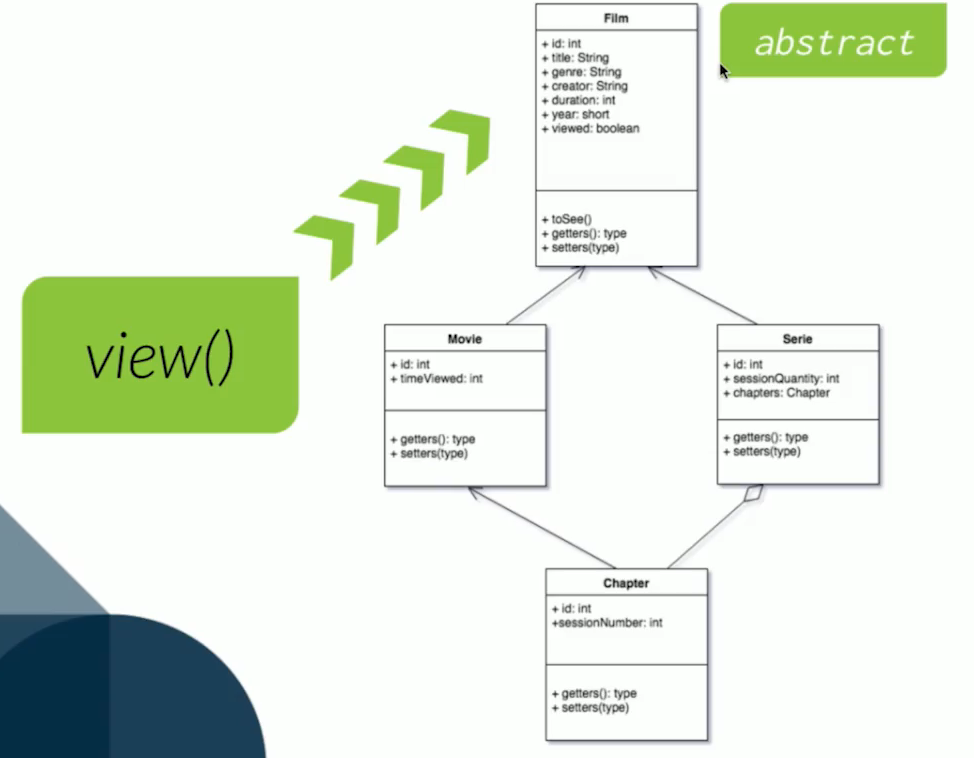 Film
+ id: int
+ title: String
+ genre: String
+ creator: String
+ duration: int
+ year: short
+ viewed: boolean
+ toSee()
+ getters(): type
+ setters(type)
abstract
view()
Movie
+ id: int
+ timeViewed: int
+ getters(): type
+ setters(type)
Serie
+ id: int
+ sessionQuantity: int
+ chapters: Chapter
+ getters(): type
+ setters(type)
Chapter
+ id: int
+sessionNumber: int
+ getters(): type
+ setters(type)